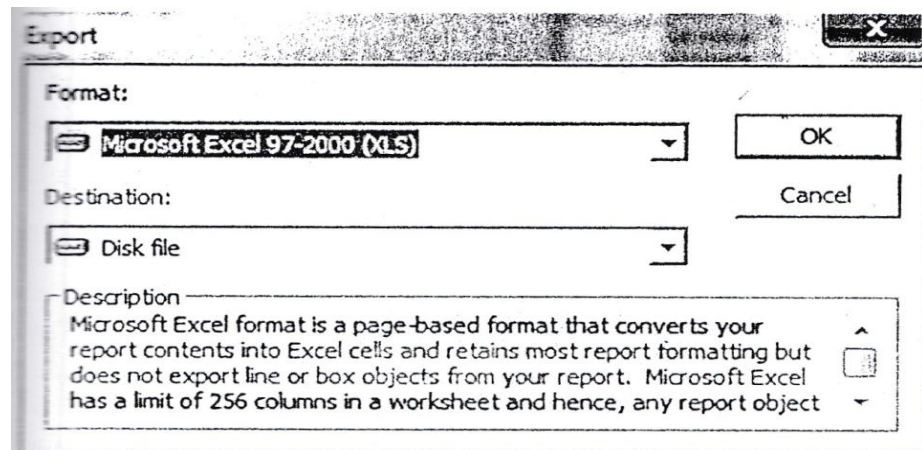 Export
Format:
Microsoft Excel 97-2000 (XLS)
OK
Destination:
Cancel
Disk file
Description
Microsoft Excel format is a page-based format that converts your
report contents into Excel cells and retains most report formatting but
does not export line or box objects from your report. Microsoft Excel
has a limit of 256 columns in a worksheet and hence, any report object